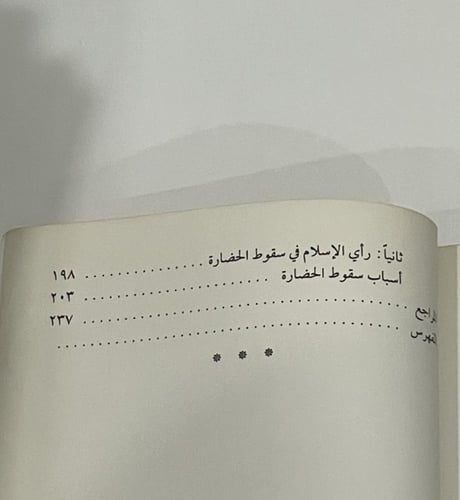 ثانياً: رأي الإسلام في سقوط الحضارة ............... ١٩٨
أسباب سقوط الحضارة ........................ ٢٠٣
المراجع ........................................ ٢٣٧
الفهرس ........................................
* * *